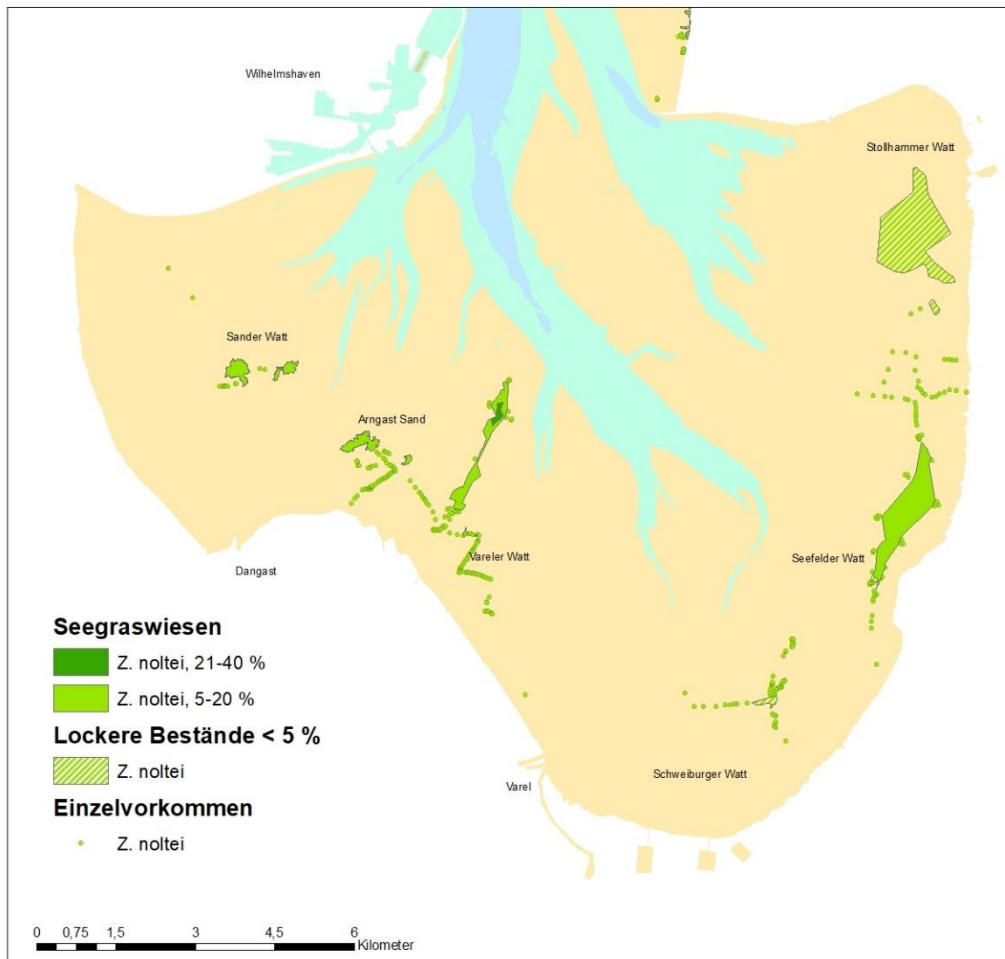 Wilhelmshaven
Stollhammer Watt
Sander Watt
Arngast Sand
Vareler Watt
Seefelder Watt
Dangast
Schweiburger Watt
Varel
Seegraswiesen
Z. noltei, 21-40 %
Z. noltei, 5-20 %
Lockere Bestände < 5 %
Z. noltei
Einzelvorkommen
Z. noltei
0 0,75 1,5 3 4,5 6
Kilometer